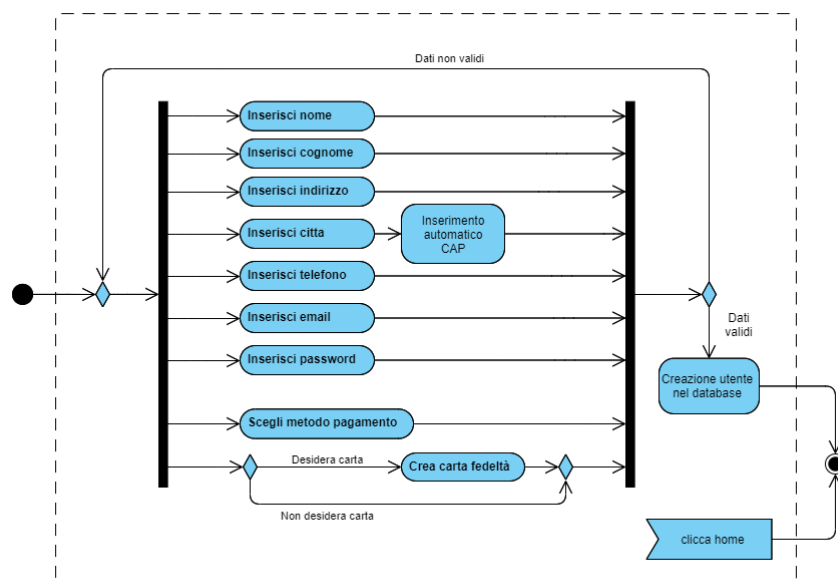 Dati non validi
Inserisci nome
Inserisci cognome
Inserisci indirizzo
Inserisci citta
Inserimento
automatico
CAP
Inserisci telefono
Inserisci email
Inserisci password
Scegli metodo pagamento
Desidera carta
Crea carta fedeltà
Non desidera carta
Dati
validi
Creazione utente
nel database
clicca home